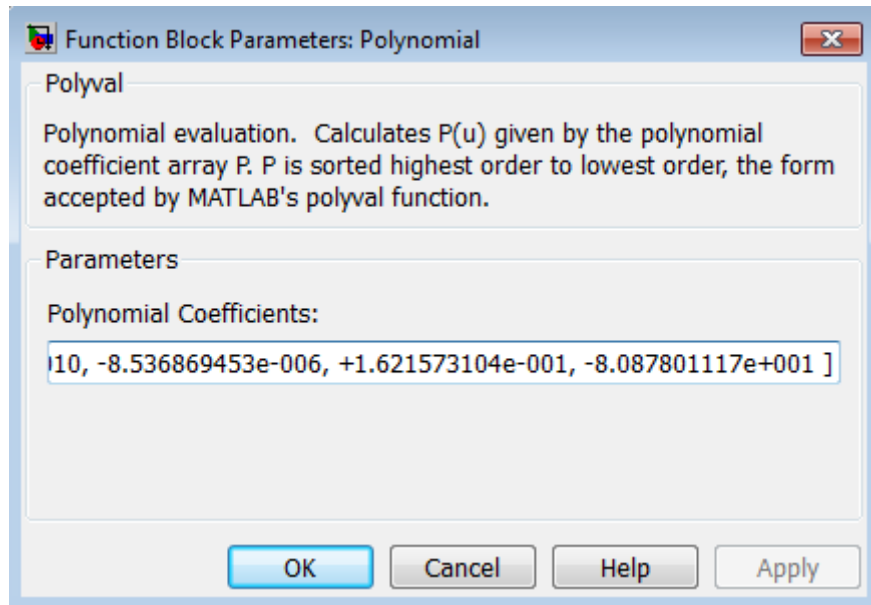 Function Block Parameters: Polynomial
Polyval
Polynomial evaluation.  Calculates P(u) given by the polynomial
coefficient array P. P is sorted highest order to lowest order, the form
accepted by MATLAB's polyval function.
Parameters
Polynomial Coefficients:
10, -8.536869453e-006, +1.621573104e-001, -8.087801117e+001 ]
OK Cancel Help Apply